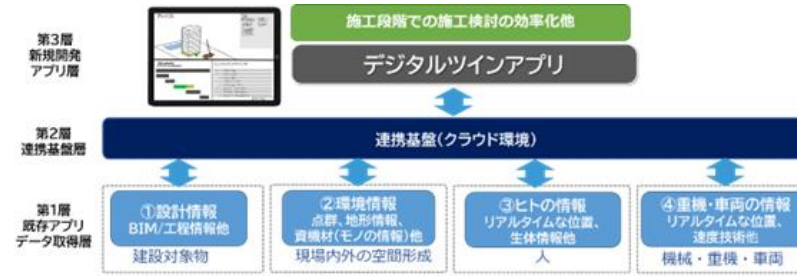 施工段階での施工検討の効率化他
第3層
新規開発
アプリ層
デジタルツインアプリ
第2層
連携基盤層
連携基盤(クラウド環境)
第1層
既存アプリ
データ取得層
①設計情報
BIM/工程情報他
建設対象物
②環境情報
点群、地形情報、
資機材(モノの情報)他
現場内外の空間形成
③ヒトの情報
リアルタイムな位置、
生体情報他
人
④重機・車両の情報
リアルタイムな位置、
速度技術他
機械・重機・車両